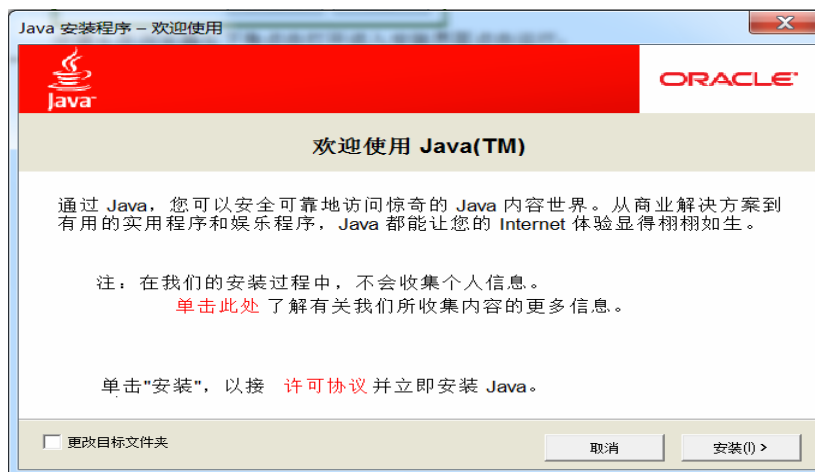 Java 安装程序 - 欢迎使用
Java
ORACLE
欢迎使用 Java(TM)
通过 Java，您可以安全可靠地访问惊奇的 Java 内容世界。从商业解决方案到
有用的实用程序和娱乐程序，Java 都能让您的 Internet 体验显得栩栩如生。
注：在我们的安装过程中，不会收集个人信息。
单击此处 了解有关我们所收集内容的更多信息。
单击"安装"，以接 许可协议 并立即安装 Java。
更改目标文件夹
取消
安装(I) >